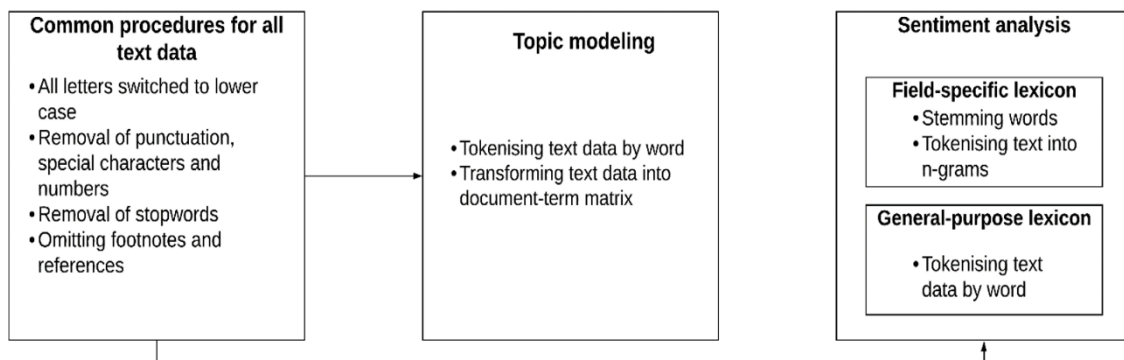 Common procedures for all
text data
•All letters switched to lower
case
•Removal of punctuation,
special characters and
numbers
•Removal of stopwords
•Omitting footnotes and
references
Topic modeling
•Tokenising text data by word
•Transforming text data into
document-term matrix
Sentiment analysis
Field-specific lexicon
•Stemming words
•Tokenising text into
n-grams
General-purpose lexicon
•Tokenising text
data by word